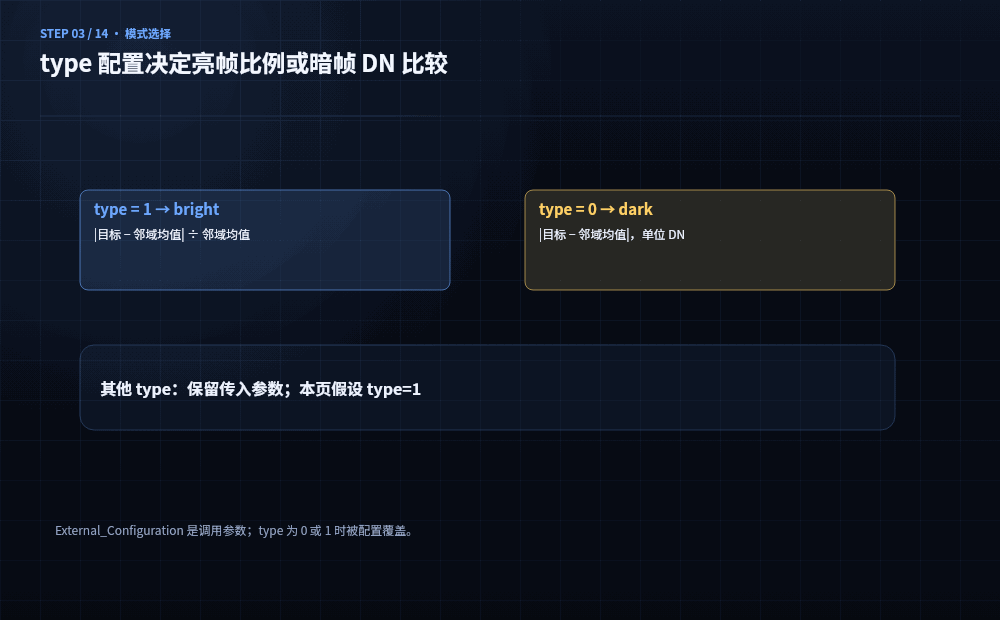 STEP 03 / 14 · 模式选择
type 配置决定亮帧比例或暗帧 DN 比较
type = 1 → bright
|目标 − 邻域均值| ÷ 邻域均值
type = 0 → dark
|目标 − 邻域均值|，单位 DN
其他 type：保留传入参数；本页假设 type=1
External_Configuration 是调用参数；type 为 0 或 1 时被配置覆盖。